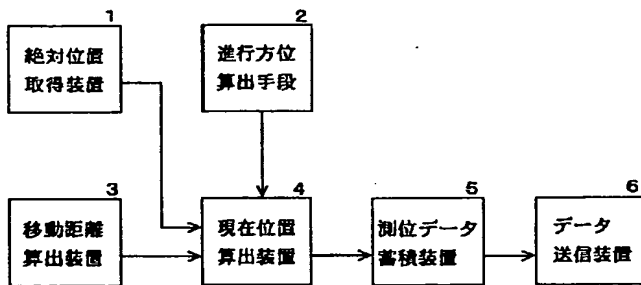 1
絶対位置
取得装置
2
進行方位
算出手段
3
移動距離
算出装置
4
現在位置
算出装置
5
測位データ
蓄積装置
6
データ
送信装置